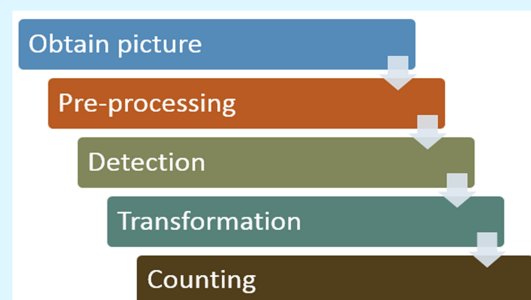 Obtain picture
Pre-processing
Detection
Transformation
Counting